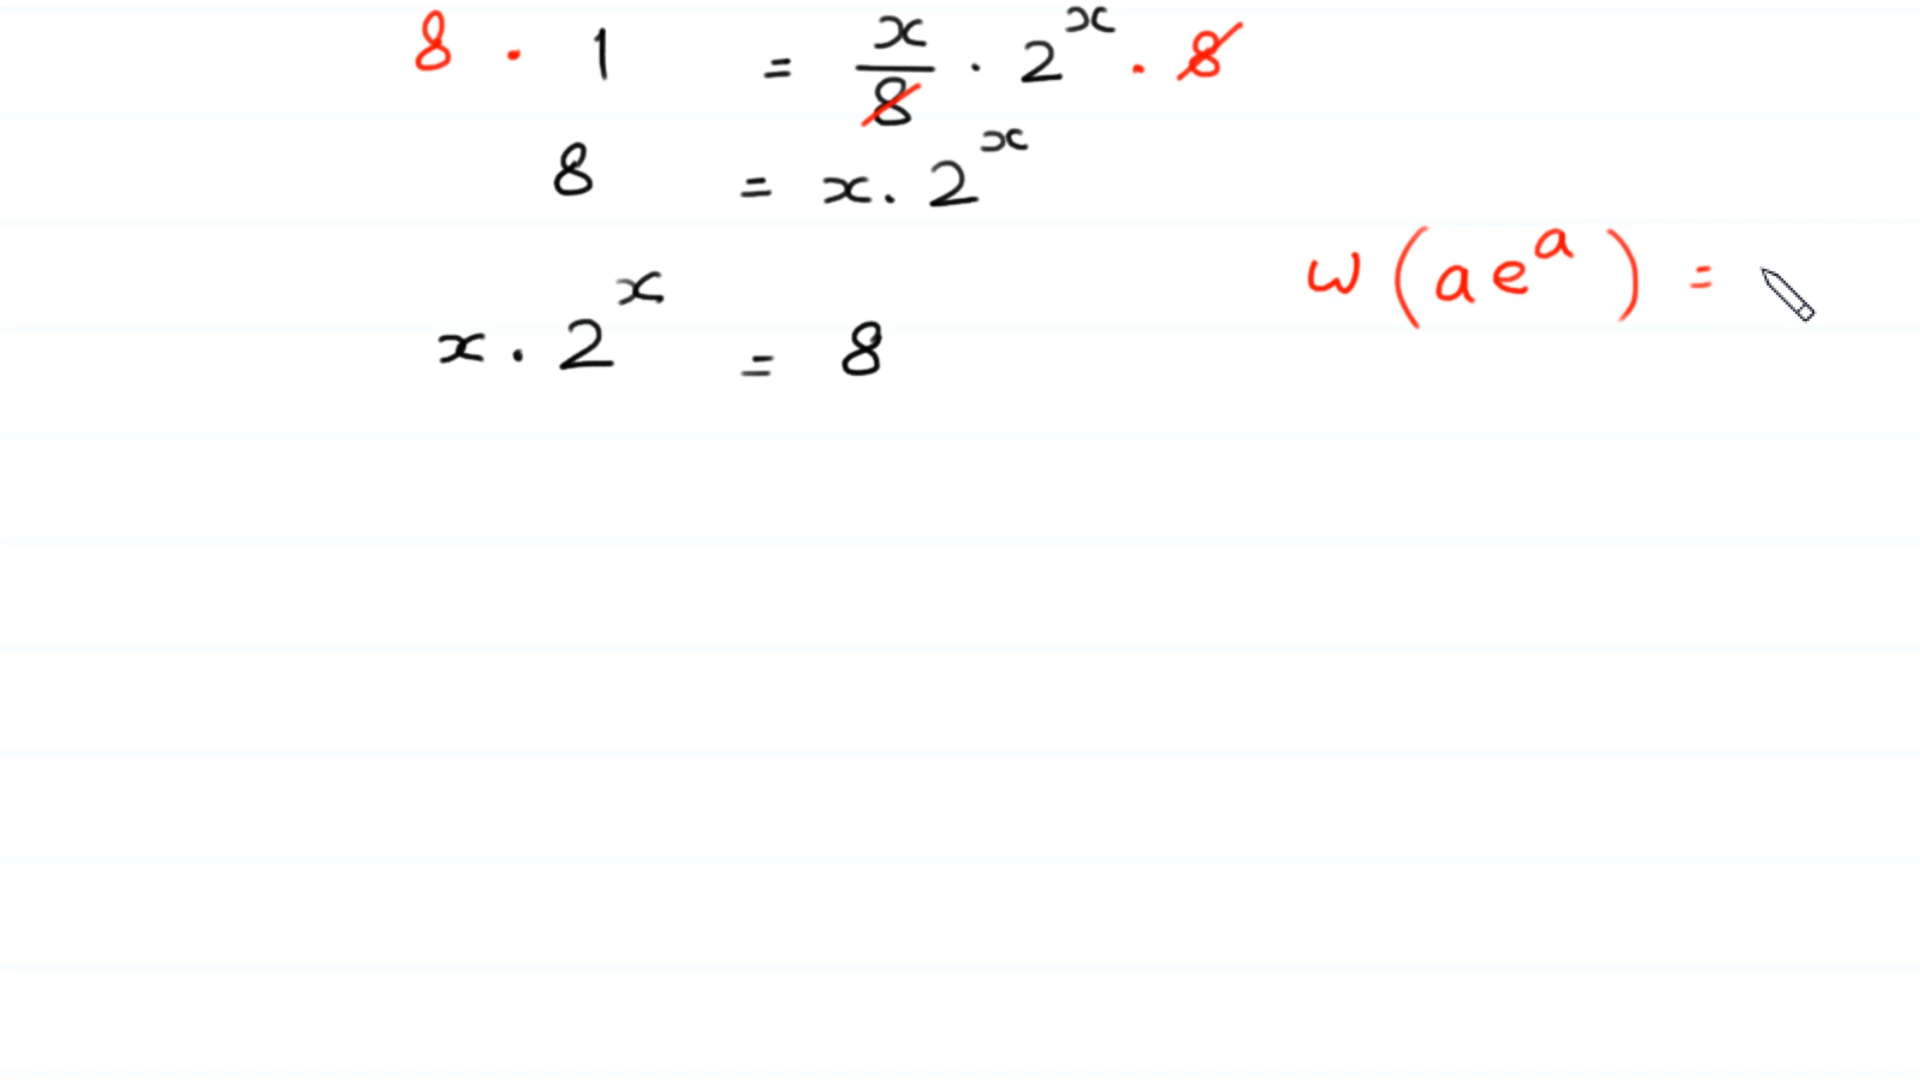 8 · 1 = x/8 · 2^x · 8
8 = x · 2^x
W(ae^a) =
x · 2^x = 8